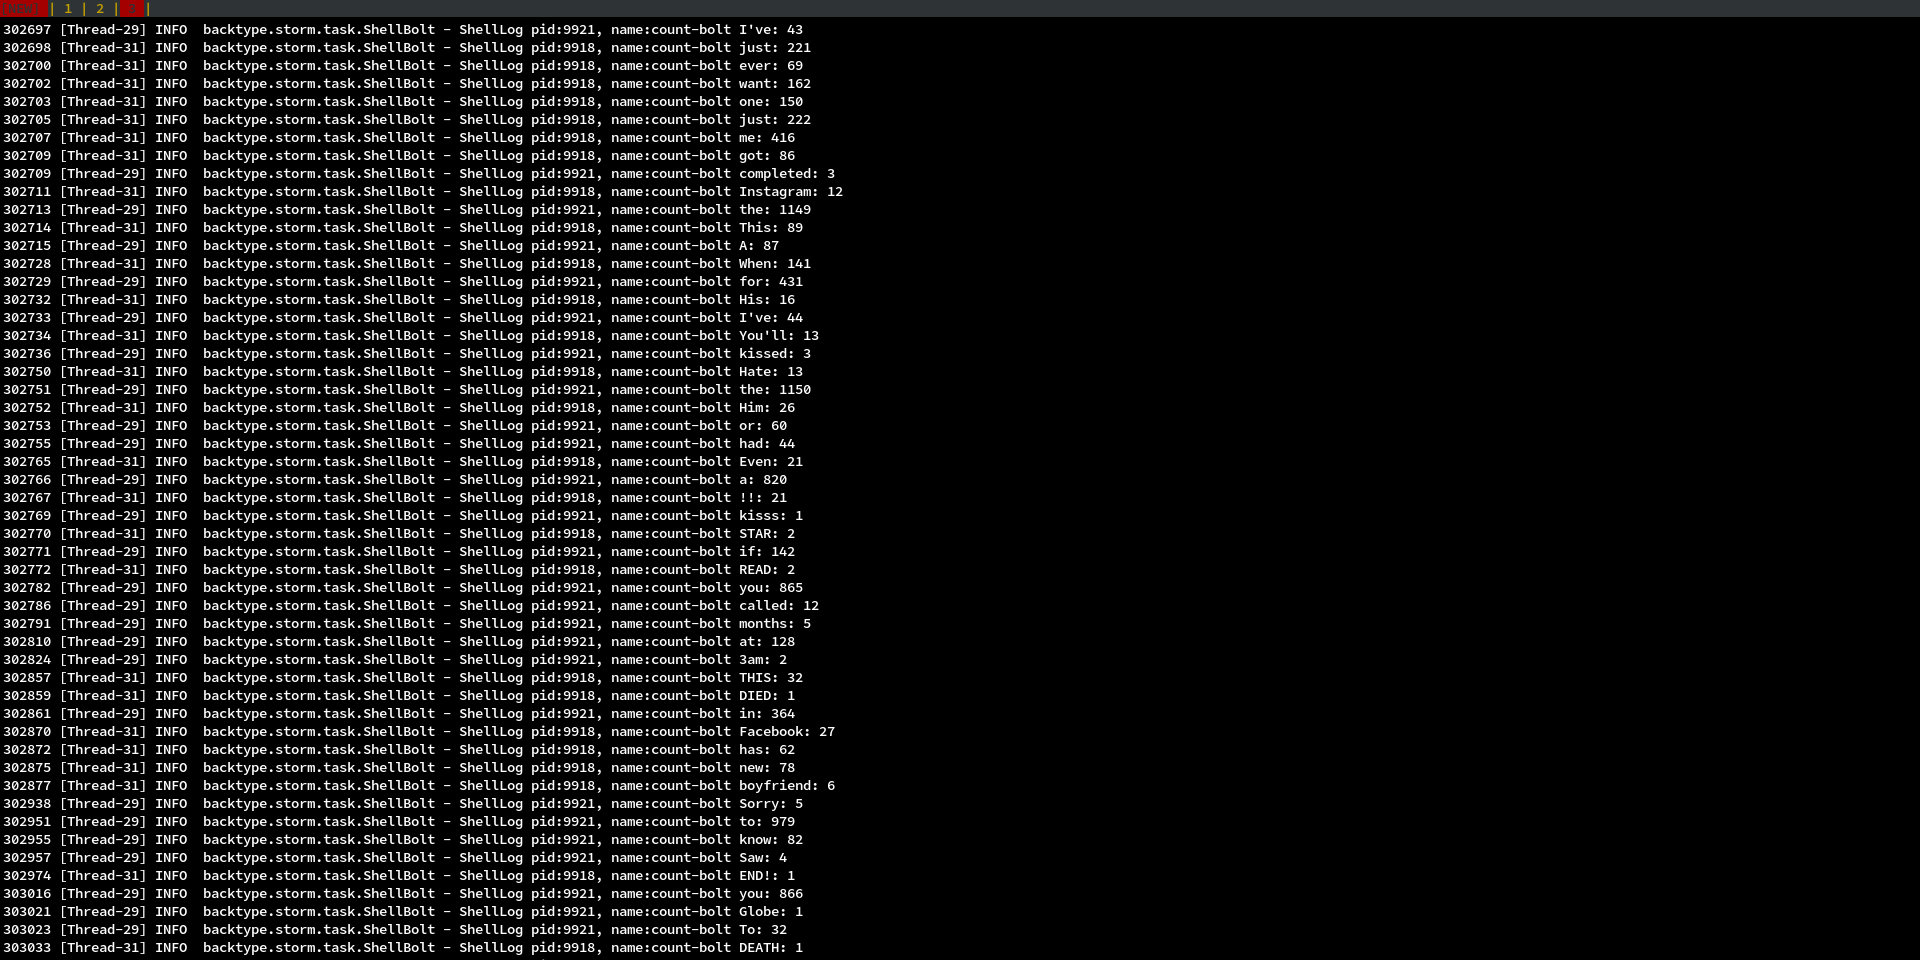 | 1 | 2 | 3 |
302697 [Thread-29] INFO  backtype.storm.task.ShellBolt - ShellLog pid:9921, name:count-bolt I've: 43
302698 [Thread-31] INFO  backtype.storm.task.ShellBolt - ShellLog pid:9918, name:count-bolt just: 221
302700 [Thread-31] INFO  backtype.storm.task.ShellBolt - ShellLog pid:9918, name:count-bolt ever: 69
302702 [Thread-31] INFO  backtype.storm.task.ShellBolt - ShellLog pid:9918, name:count-bolt want: 162
302703 [Thread-31] INFO  backtype.storm.task.ShellBolt - ShellLog pid:9918, name:count-bolt one: 150
302705 [Thread-31] INFO  backtype.storm.task.ShellBolt - ShellLog pid:9918, name:count-bolt just: 222
302707 [Thread-31] INFO  backtype.storm.task.ShellBolt - ShellLog pid:9918, name:count-bolt me: 416
302709 [Thread-31] INFO  backtype.storm.task.ShellBolt - ShellLog pid:9918, name:count-bolt got: 86
302709 [Thread-29] INFO  backtype.storm.task.ShellBolt - ShellLog pid:9921, name:count-bolt completed: 3
302711 [Thread-31] INFO  backtype.storm.task.ShellBolt - ShellLog pid:9918, name:count-bolt Instagram: 12
302713 [Thread-29] INFO  backtype.storm.task.ShellBolt - ShellLog pid:9921, name:count-bolt the: 1149
302714 [Thread-31] INFO  backtype.storm.task.ShellBolt - ShellLog pid:9918, name:count-bolt This: 89
302715 [Thread-29] INFO  backtype.storm.task.ShellBolt - ShellLog pid:9921, name:count-bolt A: 87
302728 [Thread-31] INFO  backtype.storm.task.ShellBolt - ShellLog pid:9918, name:count-bolt When: 141
302729 [Thread-29] INFO  backtype.storm.task.ShellBolt - ShellLog pid:9921, name:count-bolt for: 431
302732 [Thread-31] INFO  backtype.storm.task.ShellBolt - ShellLog pid:9918, name:count-bolt His: 16
302733 [Thread-29] INFO  backtype.storm.task.ShellBolt - ShellLog pid:9921, name:count-bolt I've: 44
302734 [Thread-31] INFO  backtype.storm.task.ShellBolt - ShellLog pid:9918, name:count-bolt You'll: 13
302736 [Thread-29] INFO  backtype.storm.task.ShellBolt - ShellLog pid:9921, name:count-bolt kissed: 3
302750 [Thread-31] INFO  backtype.storm.task.ShellBolt - ShellLog pid:9918, name:count-bolt Hate: 13
302751 [Thread-29] INFO  backtype.storm.task.ShellBolt - ShellLog pid:9921, name:count-bolt the: 1150
302752 [Thread-31] INFO  backtype.storm.task.ShellBolt - ShellLog pid:9918, name:count-bolt Him: 26
302753 [Thread-29] INFO  backtype.storm.task.ShellBolt - ShellLog pid:9921, name:count-bolt or: 60
302755 [Thread-29] INFO  backtype.storm.task.ShellBolt - ShellLog pid:9921, name:count-bolt had: 44
302765 [Thread-31] INFO  backtype.storm.task.ShellBolt - ShellLog pid:9918, name:count-bolt Even: 21
302766 [Thread-29] INFO  backtype.storm.task.ShellBolt - ShellLog pid:9921, name:count-bolt a: 820
302767 [Thread-31] INFO  backtype.storm.task.ShellBolt - ShellLog pid:9918, name:count-bolt !!: 21
302769 [Thread-29] INFO  backtype.storm.task.ShellBolt - ShellLog pid:9921, name:count-bolt kisss: 1
302770 [Thread-31] INFO  backtype.storm.task.ShellBolt - ShellLog pid:9918, name:count-bolt STAR: 2
302771 [Thread-29] INFO  backtype.storm.task.ShellBolt - ShellLog pid:9921, name:count-bolt if: 142
302772 [Thread-31] INFO  backtype.storm.task.ShellBolt - ShellLog pid:9918, name:count-bolt READ: 2
302782 [Thread-29] INFO  backtype.storm.task.ShellBolt - ShellLog pid:9921, name:count-bolt you: 865
302786 [Thread-29] INFO  backtype.storm.task.ShellBolt - ShellLog pid:9921, name:count-bolt called: 12
302791 [Thread-29] INFO  backtype.storm.task.ShellBolt - ShellLog pid:9921, name:count-bolt months: 5
302810 [Thread-29] INFO  backtype.storm.task.ShellBolt - ShellLog pid:9921, name:count-bolt at: 128
302824 [Thread-29] INFO  backtype.storm.task.ShellBolt - ShellLog pid:9921, name:count-bolt 3am: 2
302857 [Thread-31] INFO  backtype.storm.task.ShellBolt - ShellLog pid:9918, name:count-bolt THIS: 32
302859 [Thread-31] INFO  backtype.storm.task.ShellBolt - ShellLog pid:9918, name:count-bolt DIED: 1
302861 [Thread-29] INFO  backtype.storm.task.ShellBolt - ShellLog pid:9921, name:count-bolt in: 364
302870 [Thread-31] INFO  backtype.storm.task.ShellBolt - ShellLog pid:9918, name:count-bolt Facebook: 27
302872 [Thread-31] INFO  backtype.storm.task.ShellBolt - ShellLog pid:9918, name:count-bolt has: 62
302875 [Thread-31] INFO  backtype.storm.task.ShellBolt - ShellLog pid:9918, name:count-bolt new: 78
302877 [Thread-31] INFO  backtype.storm.task.ShellBolt - ShellLog pid:9918, name:count-bolt boyfriend: 6
302938 [Thread-29] INFO  backtype.storm.task.ShellBolt - ShellLog pid:9921, name:count-bolt Sorry: 5
302951 [Thread-29] INFO  backtype.storm.task.ShellBolt - ShellLog pid:9921, name:count-bolt to: 979
302955 [Thread-29] INFO  backtype.storm.task.ShellBolt - ShellLog pid:9921, name:count-bolt know: 82
302957 [Thread-29] INFO  backtype.storm.task.ShellBolt - ShellLog pid:9921, name:count-bolt Saw: 4
302974 [Thread-31] INFO  backtype.storm.task.ShellBolt - ShellLog pid:9918, name:count-bolt END!: 1
303016 [Thread-29] INFO  backtype.storm.task.ShellBolt - ShellLog pid:9921, name:count-bolt you: 866
303021 [Thread-29] INFO  backtype.storm.task.ShellBolt - ShellLog pid:9921, name:count-bolt Globe: 1
303023 [Thread-29] INFO  backtype.storm.task.ShellBolt - ShellLog pid:9921, name:count-bolt To: 32
303033 [Thread-31] INFO  backtype.storm.task.ShellBolt - ShellLog pid:9918, name:count-bolt DEATH: 1